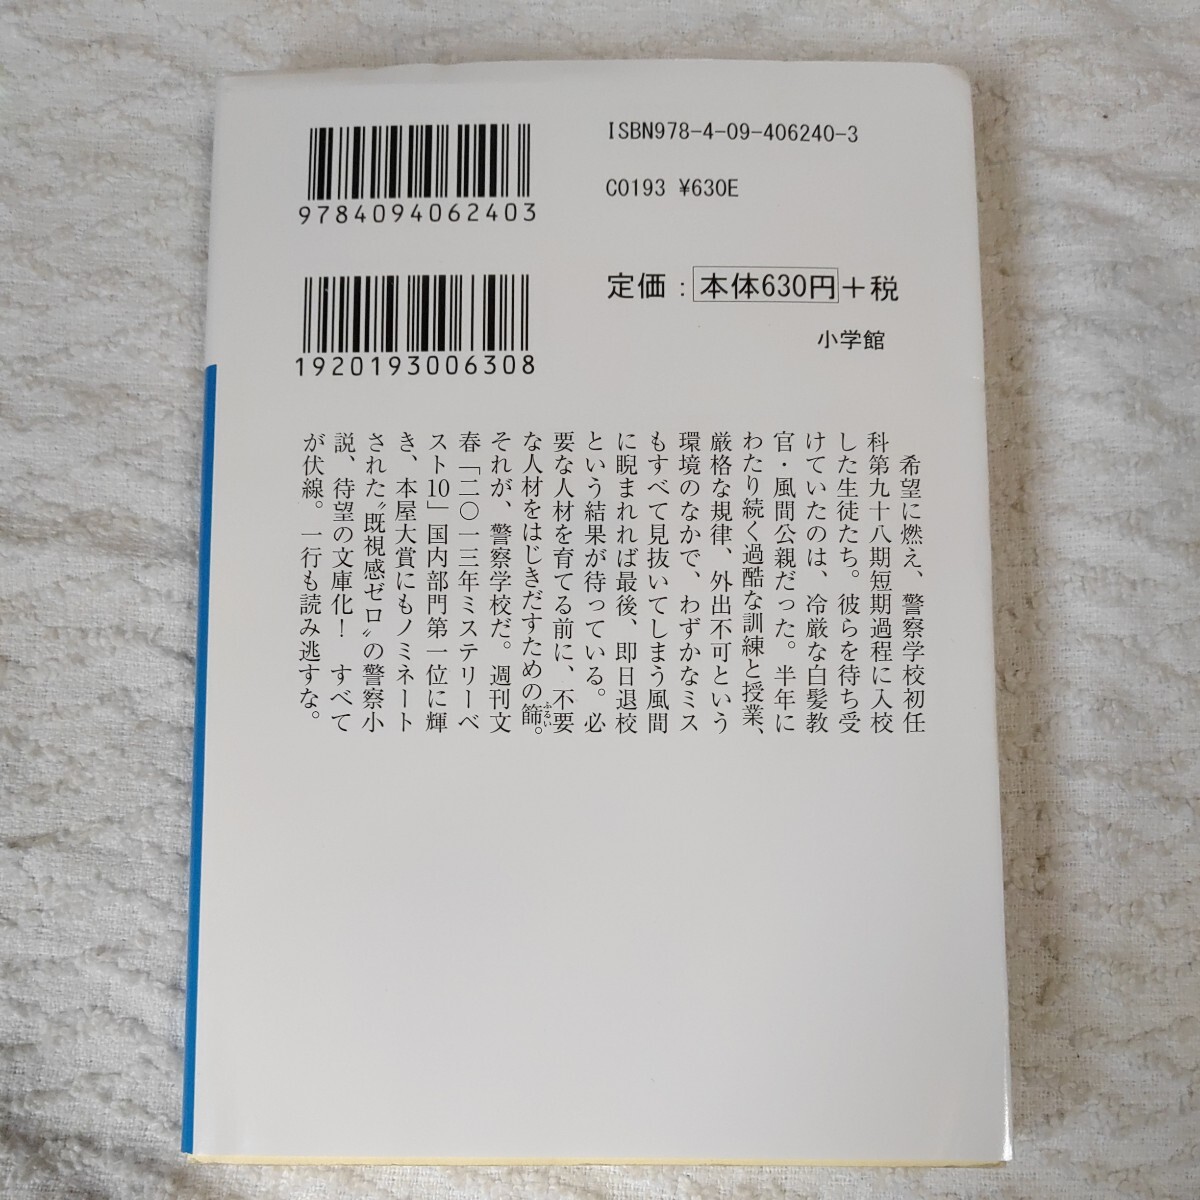 ISBN978-4-09-406240-3
C0193 ¥630E
9784094062403
定価：本体630円＋税
小学館
1920193006308
希望に燃え、警察学校初任
科第九十八期短期過程に入校
した生徒たち。彼らを待ち受
けていたのは、冷厳な白髪教
官・風間公親だった。半年に
わたり続く過酷な訓練と授業、
厳格な規律、外出不可という
環境のなかで、わずかなミス
もすべて見抜いてしまう風間
に睨まれれば最後、即日退校
という結果が待っている。必
要な人材を育てる前に、不要
な人材をはじきだすための篩。
ふるい
それが、警察学校だ。週刊文
春「二〇一三年ミステリーベ
スト10」国内部門第一位に輝
き、本屋大賞にもノミネート
された〝既視感ゼロ〟の警察小
説、待望の文庫化！　すべて
が伏線。一行も読み逃すな。